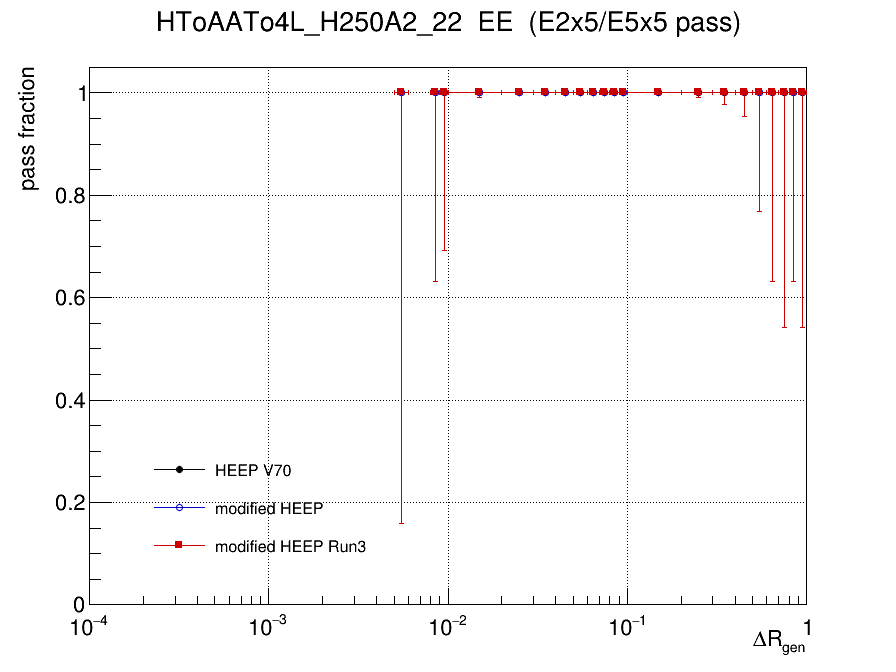 HToAATo4L_H250A2_22 EE (E2x5/E5x5 pass)
pass fraction
1
0.8
0.6
0.4
0.2
0
HEEP V70
modified HEEP
modified HEEP Run3
10⁻⁴ 10⁻³ 10⁻² 10⁻¹ 1
ΔR_gen